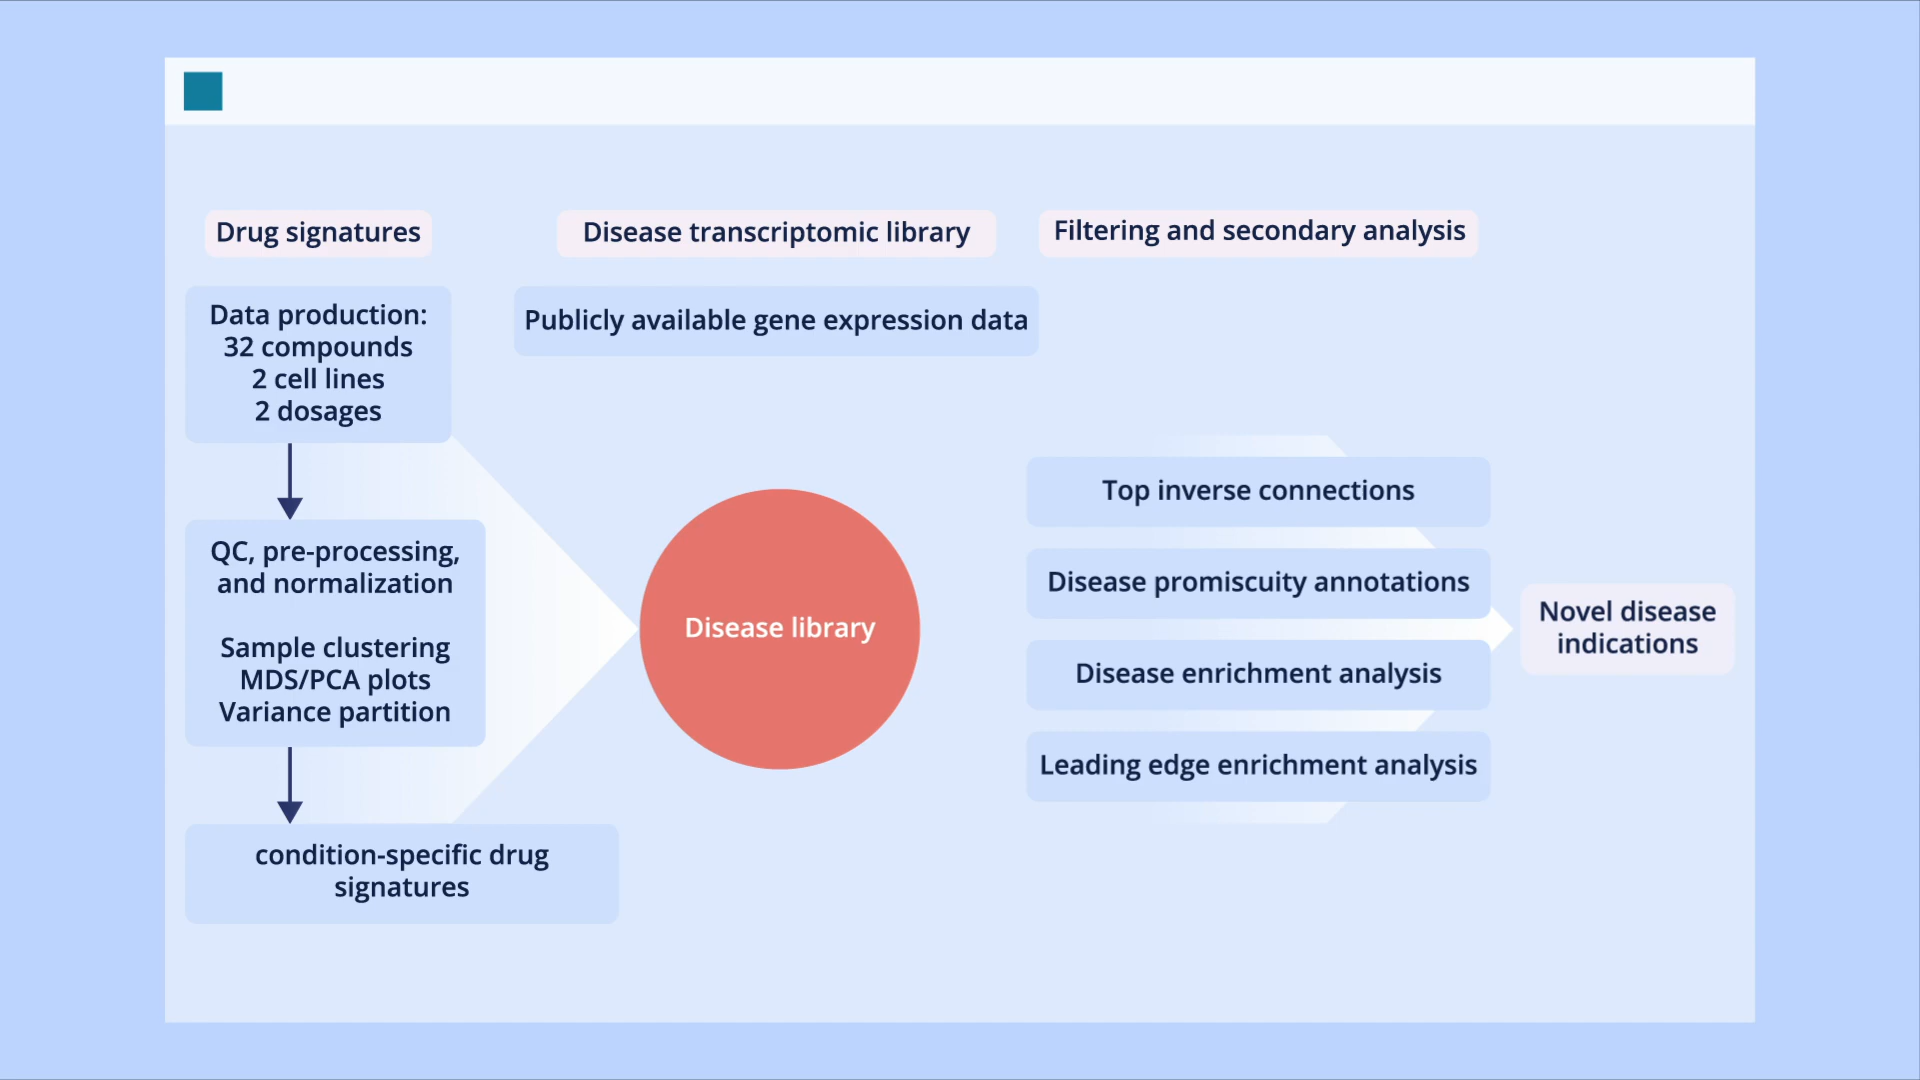 Drug signatures
Disease transcriptomic library
Filtering and secondary analysis
Data production:
32 compounds
2 cell lines
2 dosages
Publicly available gene expression data
QC, pre-processing,
and normalization
Sample clustering
MDS/PCA plots
Variance partition
condition-specific drug
signatures
Disease library
Top inverse connections
Disease promiscuity annotations
Disease enrichment analysis
Leading edge enrichment analysis
Novel disease
indications